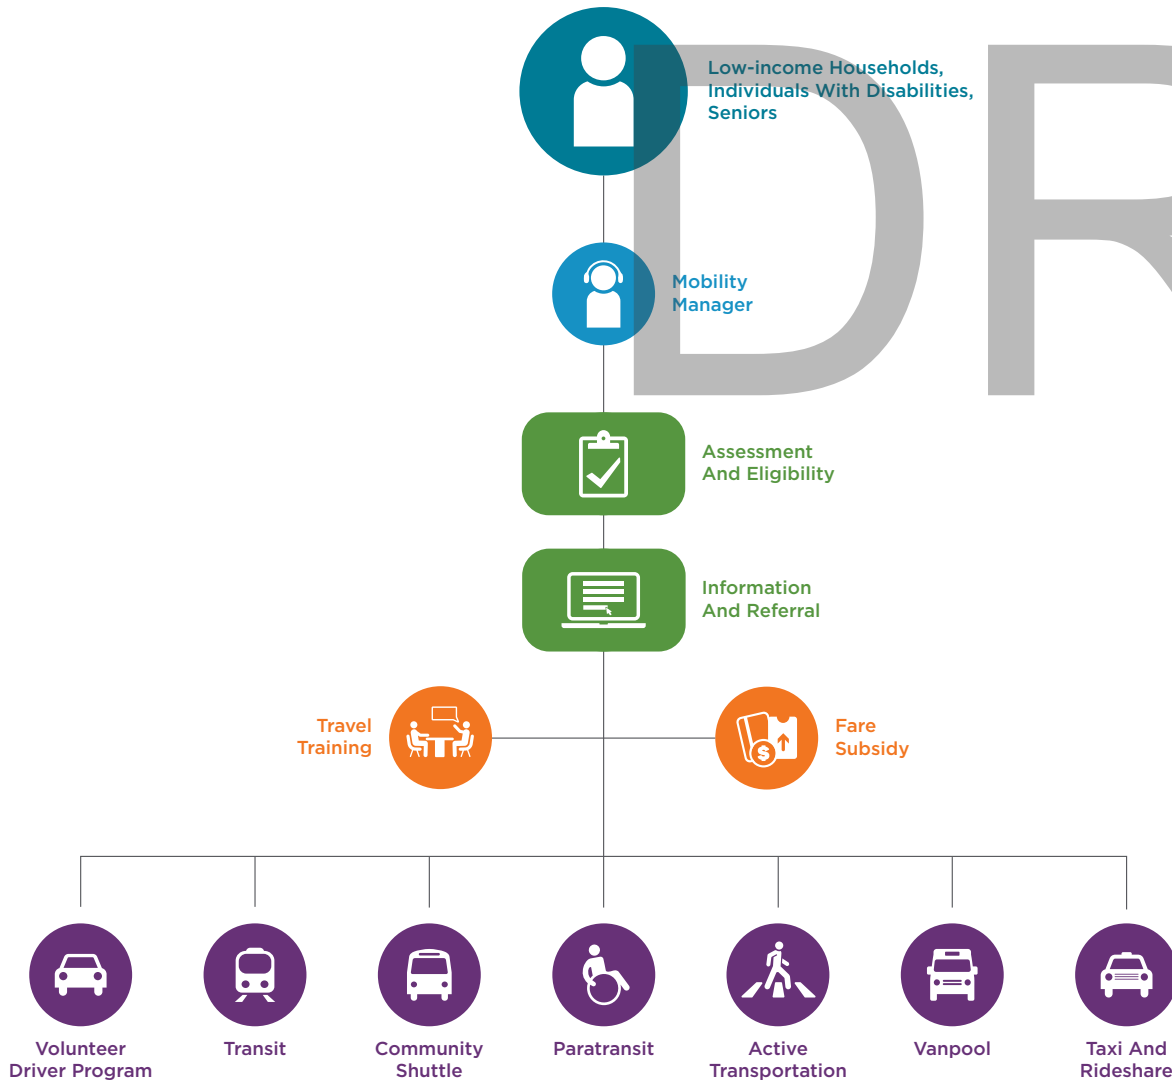 Low-income Households,
Individuals With Disabilities,
Seniors
DR
Mobility
Manager
Assessment
And Eligibility
Information
And Referral
Travel
Training
Fare
Subsidy
$
Volunteer
Driver Program
Transit
Community
Shuttle
Paratransit
Active
Transportation
Vanpool
Taxi And
Rideshare